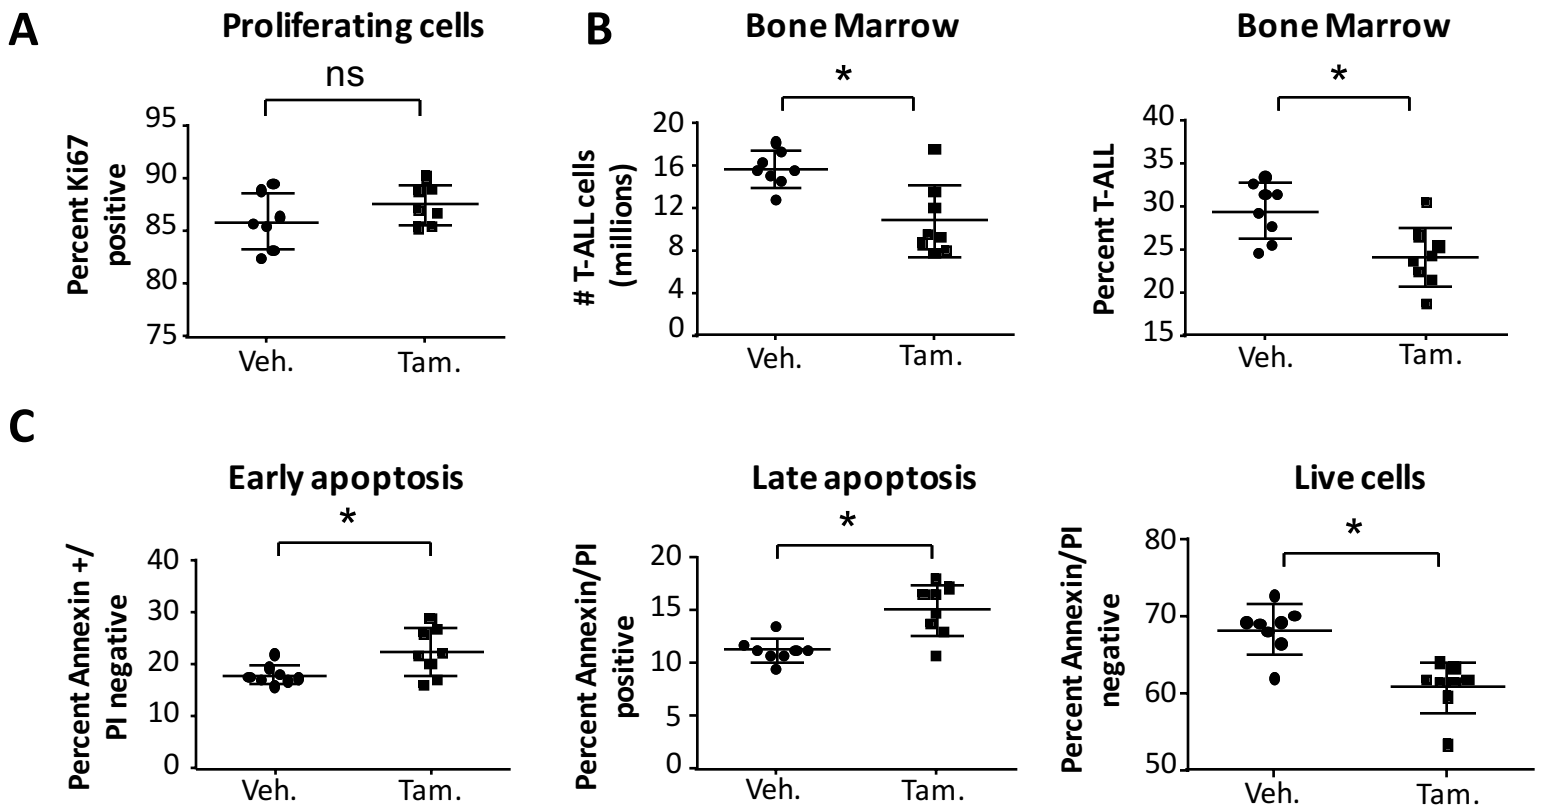 A
Proliferating cells
ns
Percent Ki67
positive
95
90
85
80
75
Veh.
Tam.
B
Bone Marrow
*
# T-ALL cells
(millions)
20
16
12
8
4
0
Veh.
Tam.
Bone Marrow
*
Percent T-ALL
40
35
30
25
20
15
Veh.
Tam.
C
Early apoptosis
*
Percent Annexin +/
PI negative
40
30
20
10
0
Veh.
Tam.
Late apoptosis
*
Percent Annexin/PI
positive
20
15
10
5
0
Veh.
Tam.
Live cells
*
Percent Annexin/PI
negative
80
70
60
50
Veh.
Tam.